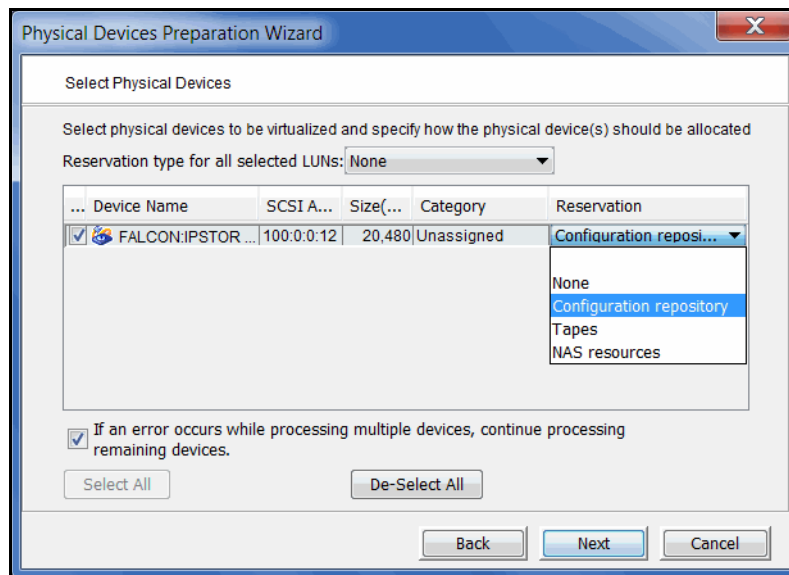 Physical Devices Preparation Wizard
X
Select Physical Devices
Select physical devices to be virtualized and specify how the physical device(s) should be allocated
Reservation type for all selected LUNs: None
... Device Name SCSI A... Size(... Category Reservation
FALCON:IPSTOR ... 100:0:0:12 20,480 Unassigned Configuration reposi...
None
Configuration repository
Tapes
NAS resources
If an error occurs while processing multiple devices, continue processing
remaining devices.
Select All De-Select All
Back Next Cancel